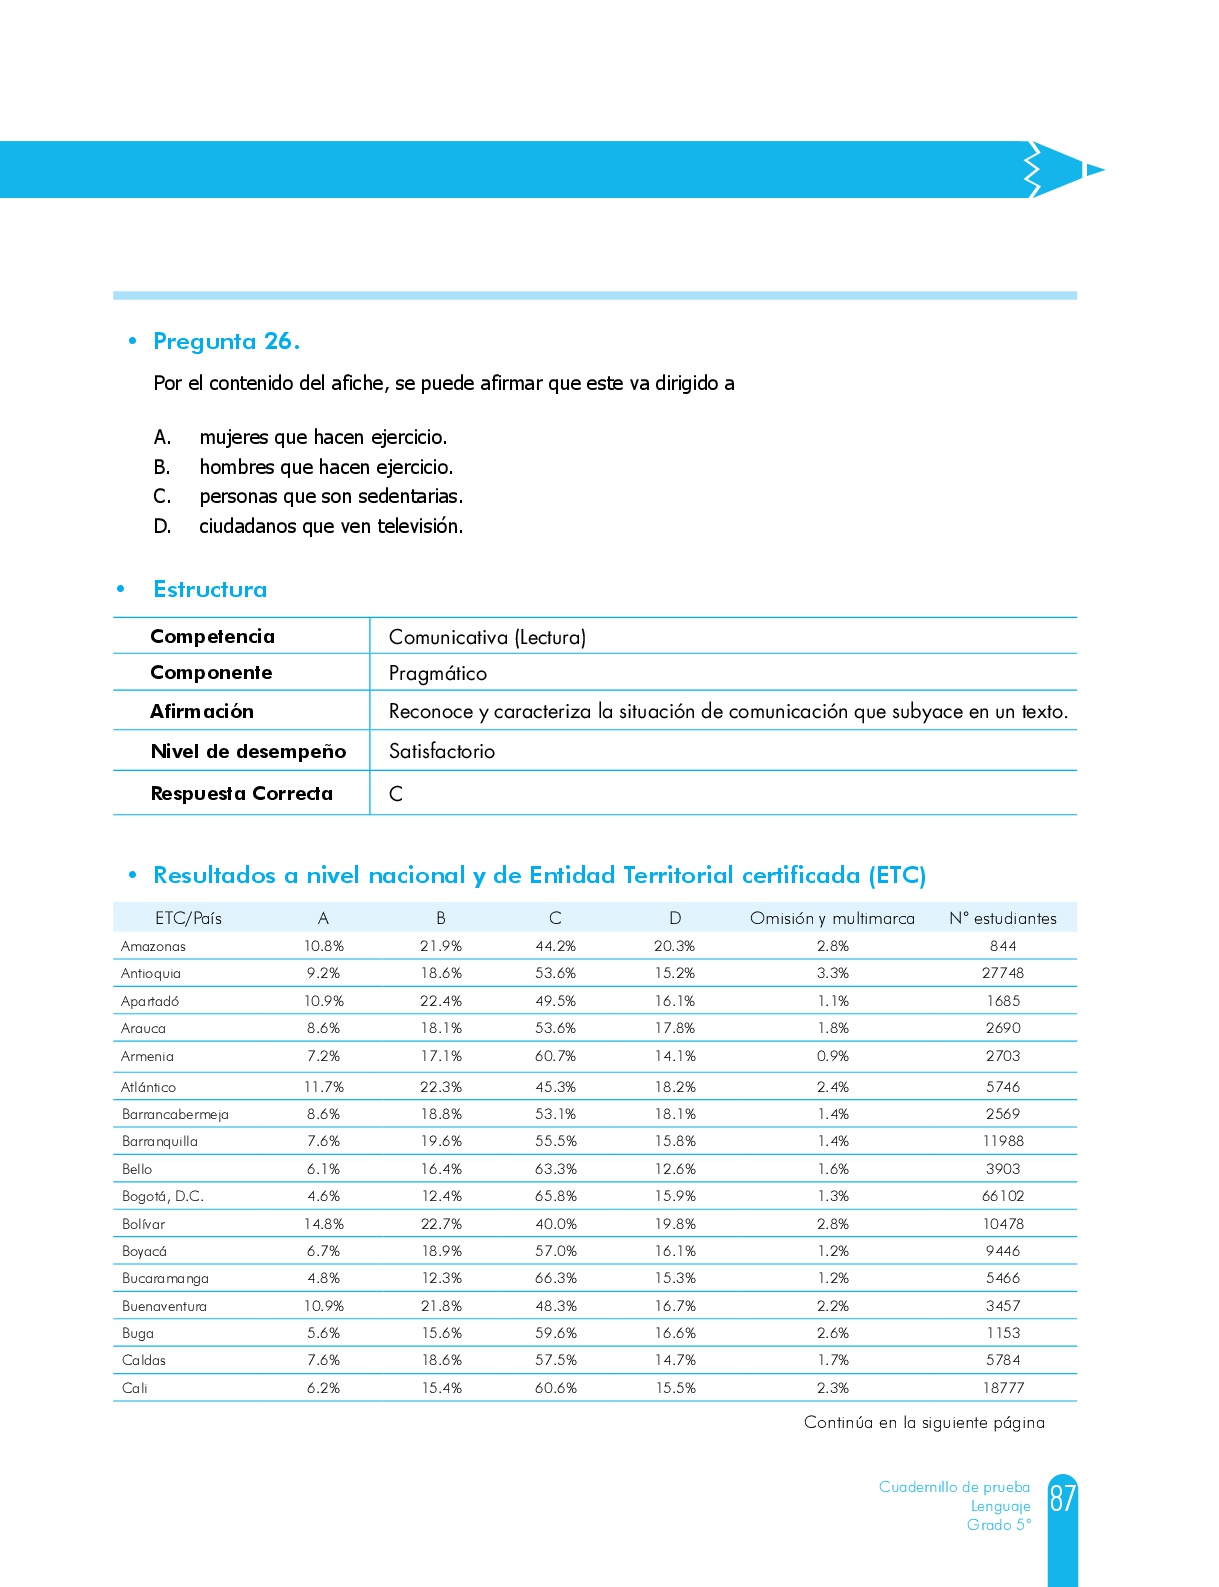 • Pregunta 26.
Por el contenido del afiche, se puede afirmar que este va dirigido a
A. mujeres que hacen ejercicio.
B. hombres que hacen ejercicio.
C. personas que son sedentarias.
D. ciudadanos que ven televisión.
• Estructura
Competencia Comunicativa (Lectura)
Componente Pragmático
Afirmación Reconoce y caracteriza la situación de comunicación que subyace en un texto.
Nivel de desempeño Satisfactorio
Respuesta Correcta C
• Resultados a nivel nacional y de Entidad Territorial certificada (ETC)
ETC/País A B C D Omisión y multimarca N° estudiantes
Amazonas 10.8% 21.9% 44.2% 20.3% 2.8% 844
Antioquia 9.2% 18.6% 53.6% 15.2% 3.3% 27748
Apartadó 10.9% 22.4% 49.5% 16.1% 1.1% 1685
Arauca 8.6% 18.1% 53.6% 17.8% 1.8% 2690
Armenia 7.2% 17.1% 60.7% 14.1% 0.9% 2703
Atlántico 11.7% 22.3% 45.3% 18.2% 2.4% 5746
Barrancabermeja 8.6% 18.8% 53.1% 18.1% 1.4% 2569
Barranquilla 7.6% 19.6% 55.5% 15.8% 1.4% 11988
Bello 6.1% 16.4% 63.3% 12.6% 1.6% 3903
Bogotá, D.C. 4.6% 12.4% 65.8% 15.9% 1.3% 66102
Bolívar 14.8% 22.7% 40.0% 19.8% 2.8% 10478
Boyacá 6.7% 18.9% 57.0% 16.1% 1.2% 9446
Bucaramanga 4.8% 12.3% 66.3% 15.3% 1.2% 5466
Buenaventura 10.9% 21.8% 48.3% 16.7% 2.2% 3457
Buga 5.6% 15.6% 59.6% 16.6% 2.6% 1153
Caldas 7.6% 18.6% 57.5% 14.7% 1.7% 5784
Cali 6.2% 15.4% 60.6% 15.5% 2.3% 18777
Continúa en la siguiente página
Cuadernillo de prueba
Lenguaje
Grado 5°
87